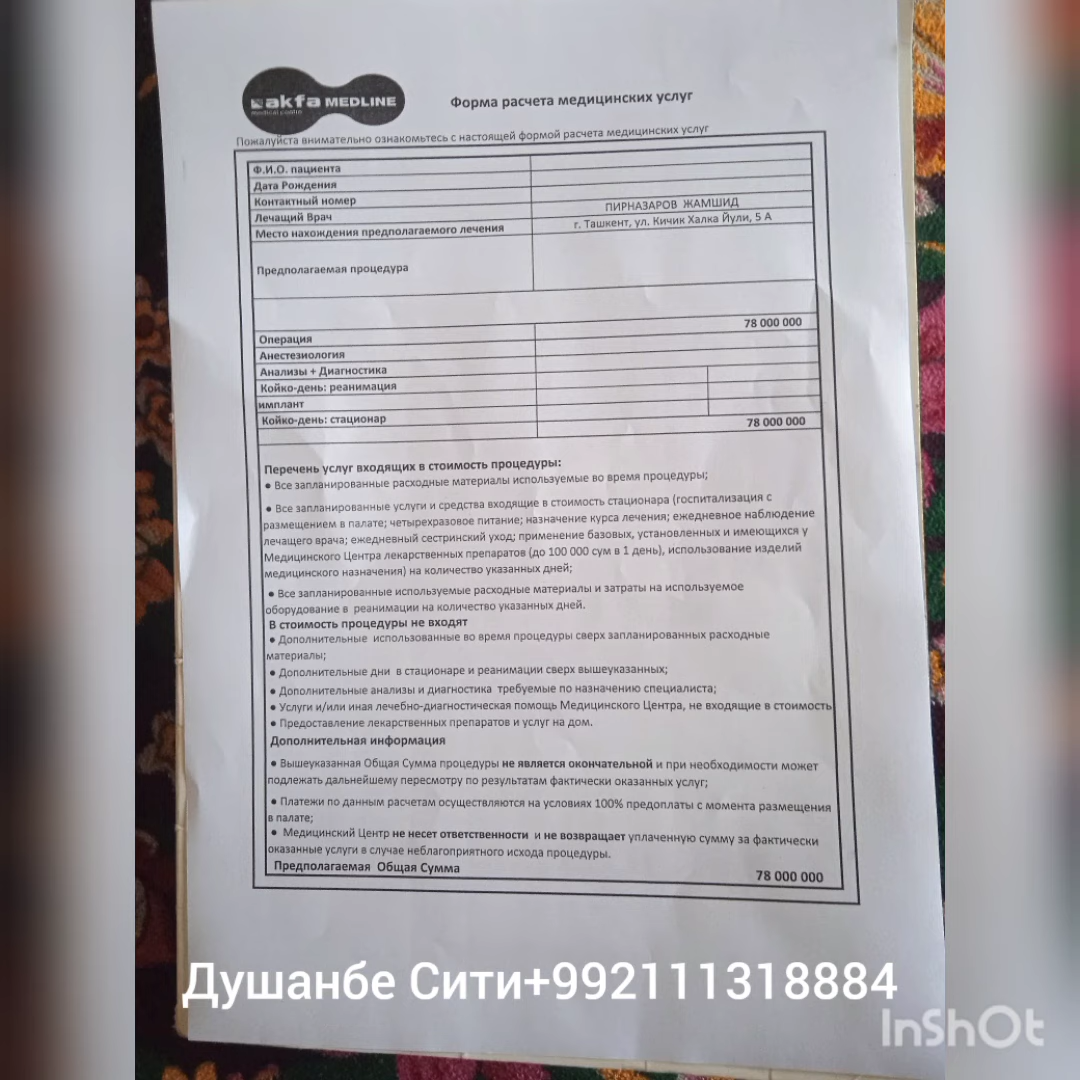 akfa MEDLINE
Medical centre
Форма расчета медицинских услуг
Пожалуйста внимательно ознакомьтесь с настоящей формой расчета медицинских услуг
Ф.И.О. пациента
Дата Рождения
Контактный номер
Лечащий Врач ПИРНАЗАРОВ ЖАМШИД
Место нахождения предполагаемого лечения г. Ташкент, ул. Кичик Халка Йули, 5 А
Предполагаемая процедура
Операция 78 000 000
Анестезиология
Анализы + Диагностика
Койко-день: реанимация
имплант
Койко-день: стационар
78 000 000
Перечень услуг входящих в стоимость процедуры:
• Все запланированные расходные материалы используемые во время процедуры;
• Все запланированные услуги и средства входящие в стоимость стационара (госпитализация с
размещением в палате; четырехразовое питание; назначение курса лечения; ежедневное наблюдение
лечащего врача; ежедневный сестринский уход; применение базовых, установленных и имеющихся у
Медицинского Центра лекарственных препаратов (до 100 000 сум в 1 день), использование изделий
медицинского назначения) на количество указанных дней;
• Все запланированные используемые расходные материалы и затраты на используемое
оборудование в реанимации на количество указанных дней.
В стоимость процедуры не входят
• Дополнительные использованные во время процедуры сверх запланированных расходные
материалы;
• Дополнительные дни в стационаре и реанимации сверх вышеуказанных;
• Дополнительные анализы и диагностика требуемые по назначению специалиста;
• Услуги и/или иная лечебно-диагностическая помощь Медицинского Центра, не входящие в стоимость
• Предоставление лекарственных препаратов и услуг на дом.
Дополнительная информация
• Вышеуказанная Общая Сумма процедуры не является окончательной и при необходимости может
подлежать дальнейшему пересмотру по результатам фактически оказанных услуг;
• Платежи по данным расчетам осуществляются на условиях 100% предоплаты с момента размещения
в палате;
• Медицинский Центр не несет ответственности и не возвращает уплаченную сумму за фактически
оказанные услуги в случае неблагоприятного исхода процедуры.
Предполагаемая Общая Сумма 78 000 000
Душанбе Сити+992111318884
InShOt